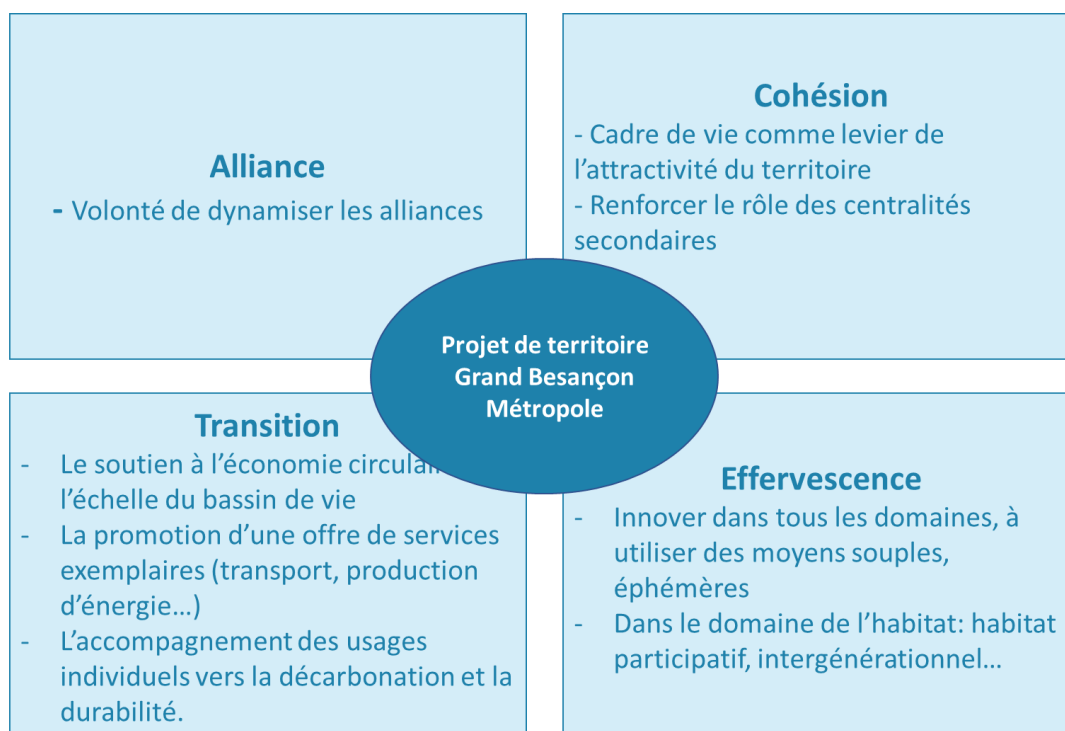 Alliance
- Volonté de dynamiser les alliances
Cohésion
- Cadre de vie comme levier de
l'attractivité du territoire
- Renforcer le rôle des centralités
secondaires
Projet de territoire
Grand Besançon
Métropole
Transition
- Le soutien à l'économie
l'échelle du bassin de vie
- La promotion d'une offre de services
exemplaires (transport, production
d'énergie…)
- L'accompagnement des usages
individuels vers la décarbonation et la
durabilité.
Effervescence
- Innover dans tous les domaines, à
utiliser des moyens souples,
éphémères
- Dans le domaine de l'habitat: habitat
participatif, intergénérationnel…